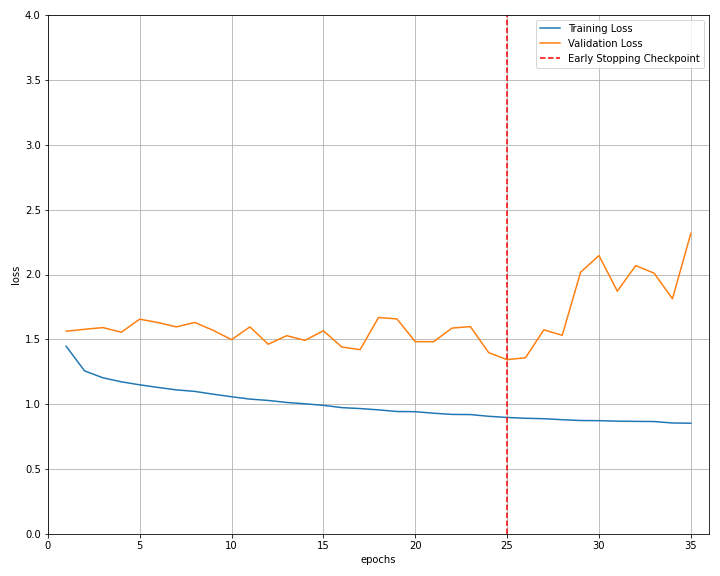 4.0
3.5
3.0
2.5
2.0
1.5
1.0
0.5
0.0
loss
0 5 10 15 20 25 30 35
epochs
Training Loss
Validation Loss
Early Stopping Checkpoint